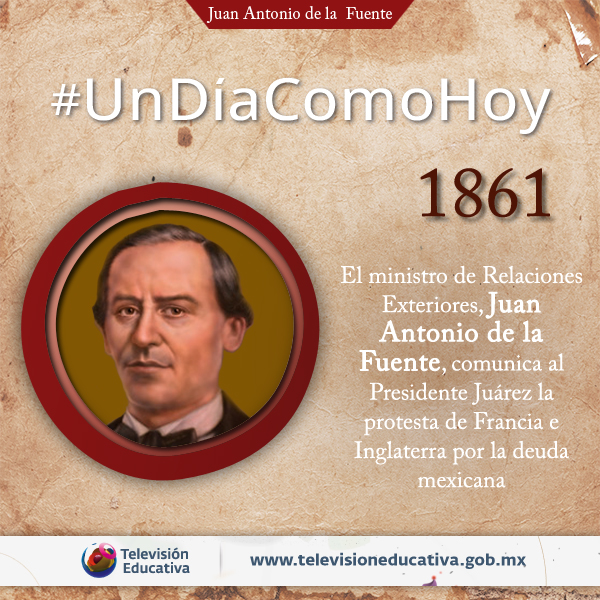 Juan Antonio de la Fuente
#UnDíaComoHoy
1861
El ministro de Relaciones
Exteriores, Juan
Antonio de la
Fuente, comunica al
Presidente Juárez la
protesta de Francia e
Inglaterra por la deuda
mexicana
Televisión
Educativa
www.televisioneducativa.gob.mx